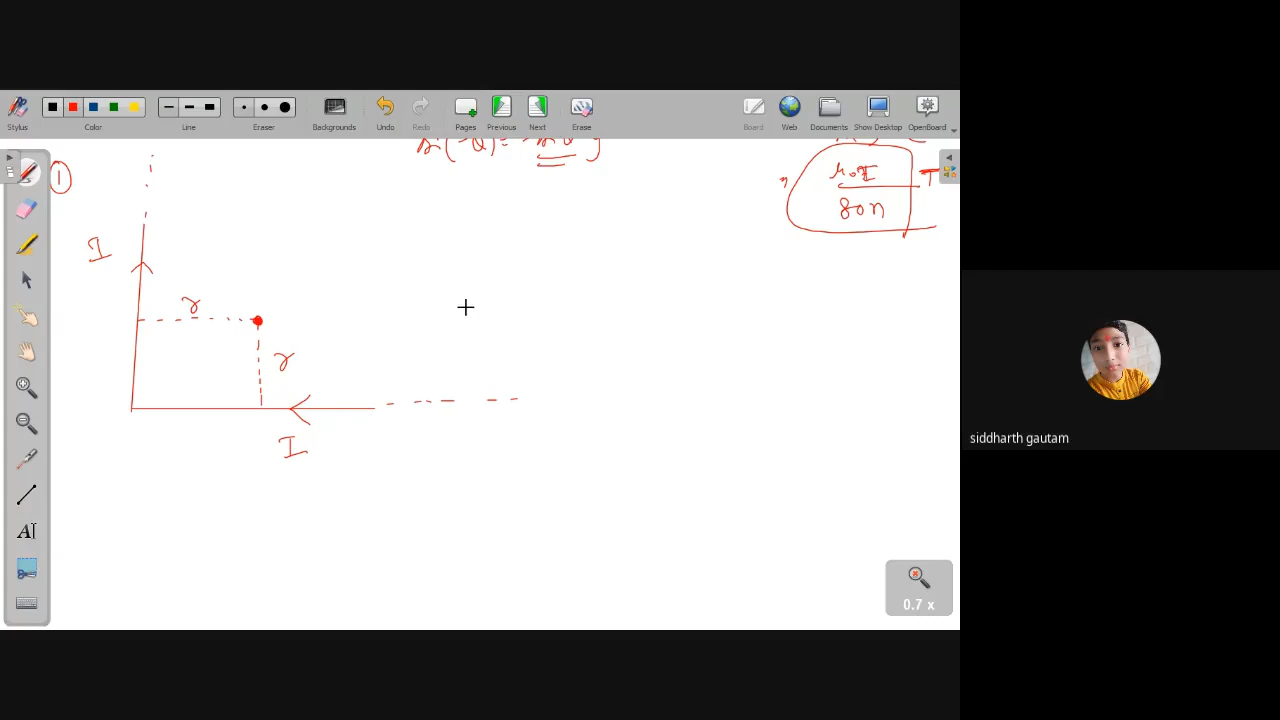 Stylus Color Line Eraser Backgrounds Undo Redo Pages Previous Next Erase Board Web Documents Show Desktop OpenBoard
1
μ₀I T
80π
I
r
r
I
0.7 x
siddharth gautam